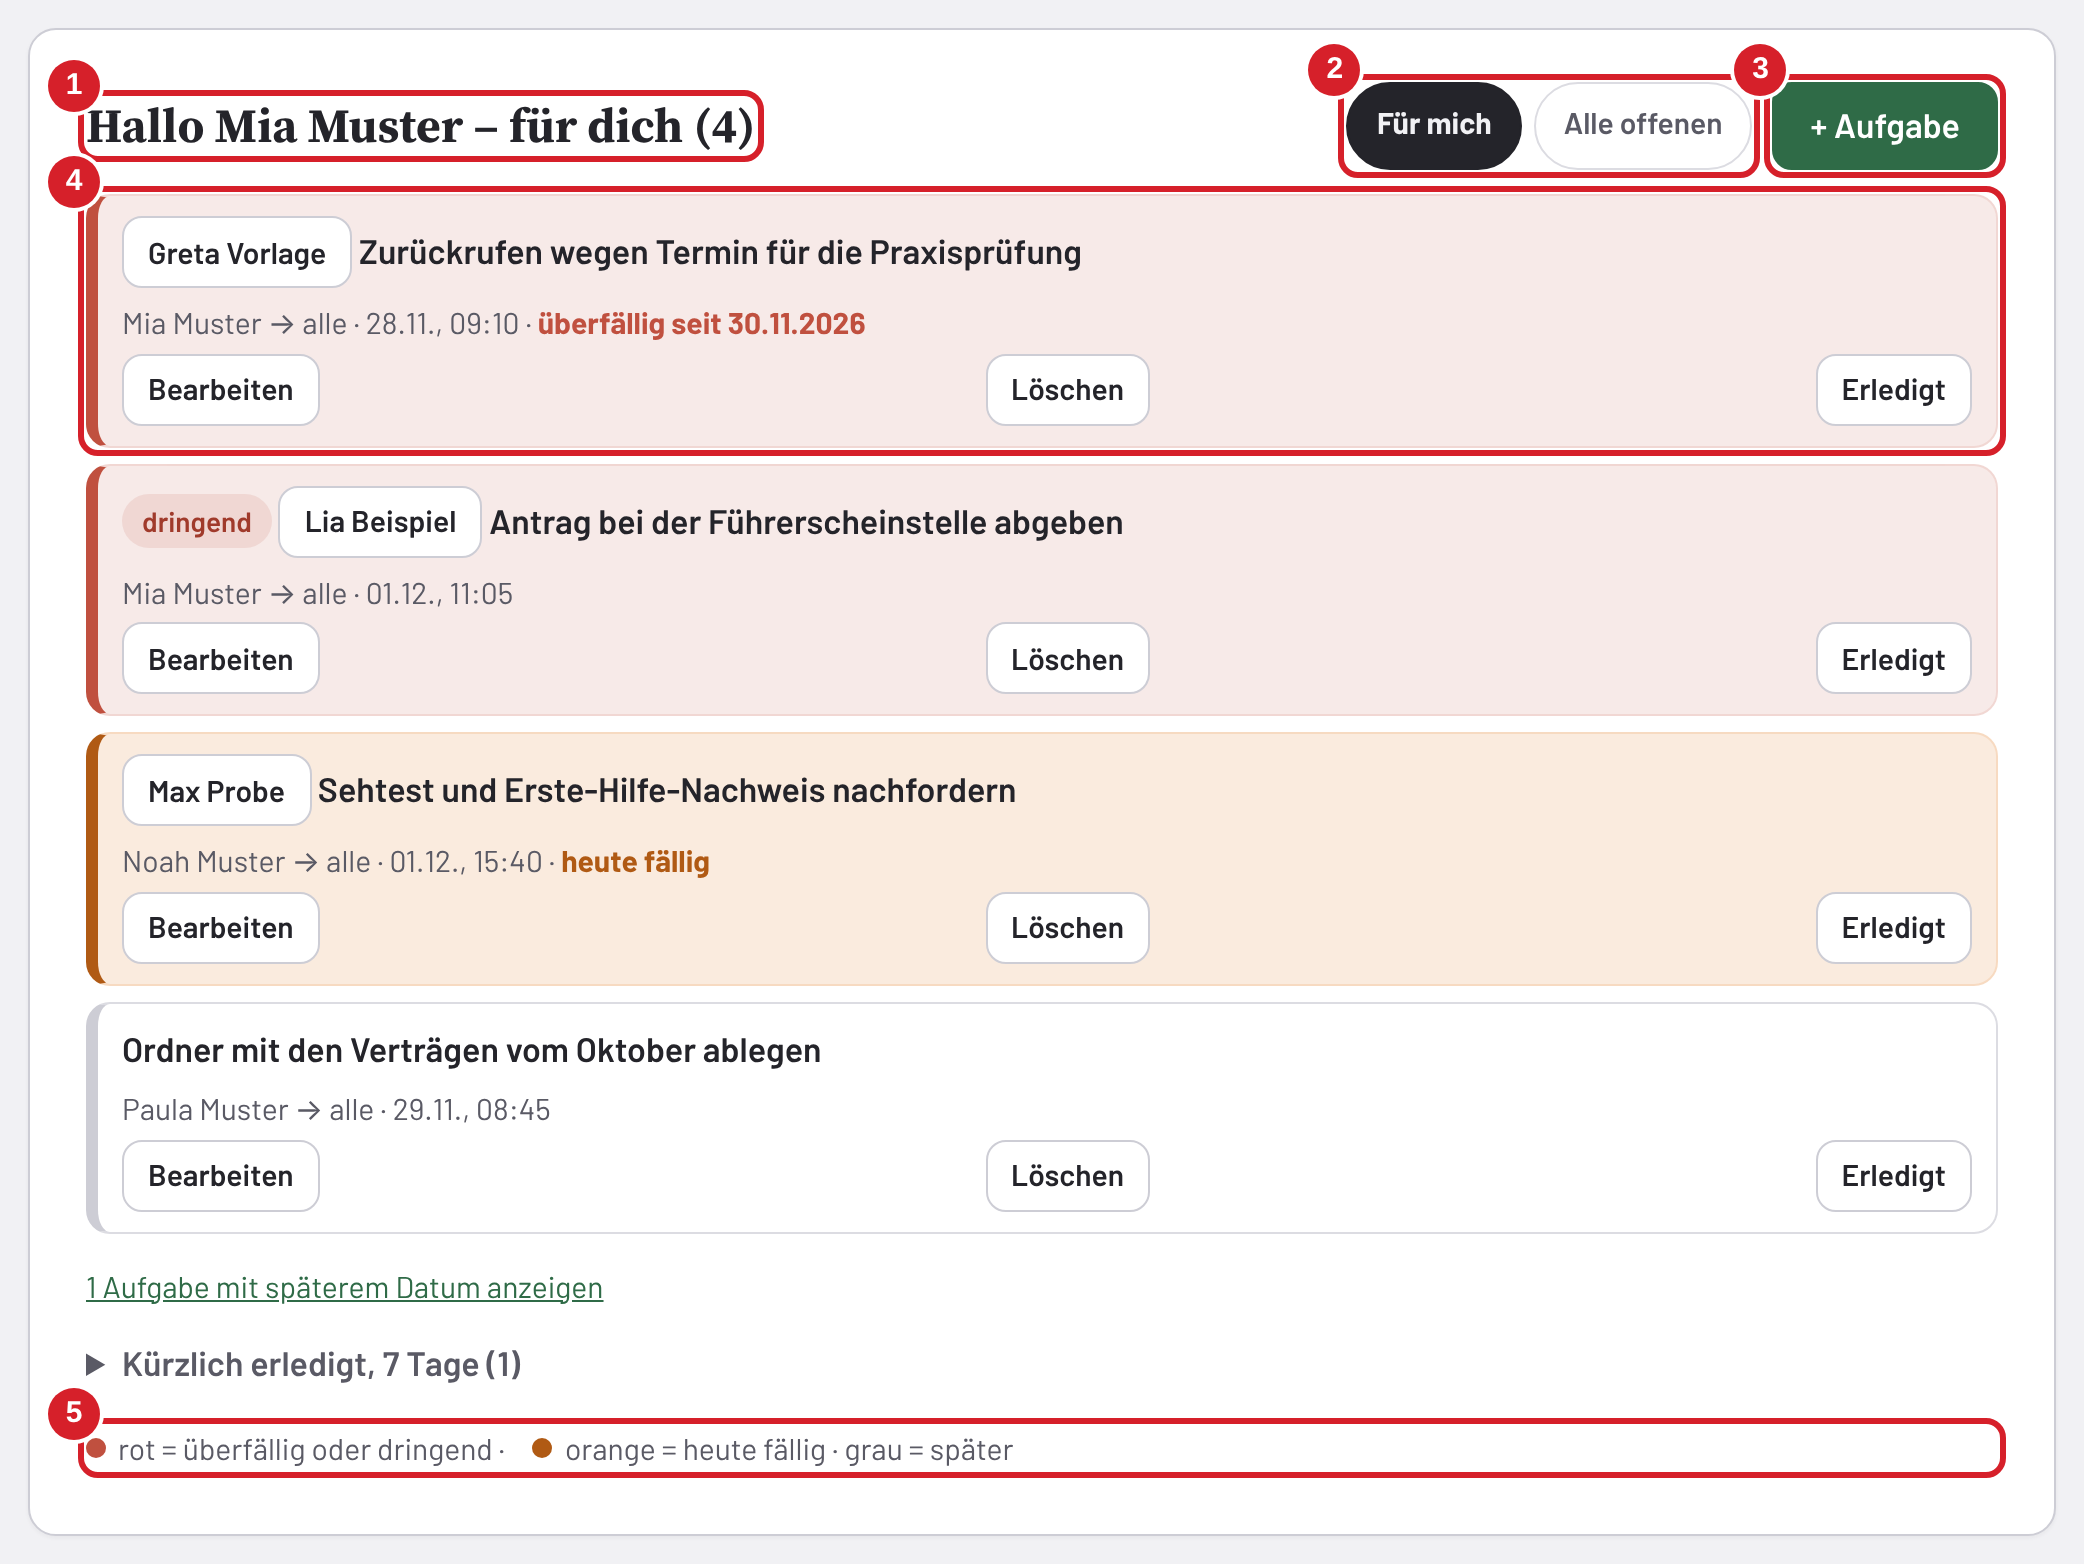 1
Hallo Mia Muster – für dich (4)
2
Für mich
Alle offenen
3
+ Aufgabe
4
Greta Vorlage Zurückrufen wegen Termin für die Praxisprüfung
Mia Muster → alle · 28.11., 09:10 · überfällig seit 30.11.2026
Bearbeiten Löschen Erledigt
dringend Lia Beispiel Antrag bei der Führerscheinstelle abgeben
Mia Muster → alle · 01.12., 11:05
Bearbeiten Löschen Erledigt
Max Probe Sehtest und Erste-Hilfe-Nachweis nachfordern
Noah Muster → alle · 01.12., 15:40 · heute fällig
Bearbeiten Löschen Erledigt
Ordner mit den Verträgen vom Oktober ablegen
Paula Muster → alle · 29.11., 08:45
Bearbeiten Löschen Erledigt
1 Aufgabe mit späterem Datum anzeigen
▶ Kürzlich erledigt, 7 Tage (1)
5
rot = überfällig oder dringend · orange = heute fällig · grau = später